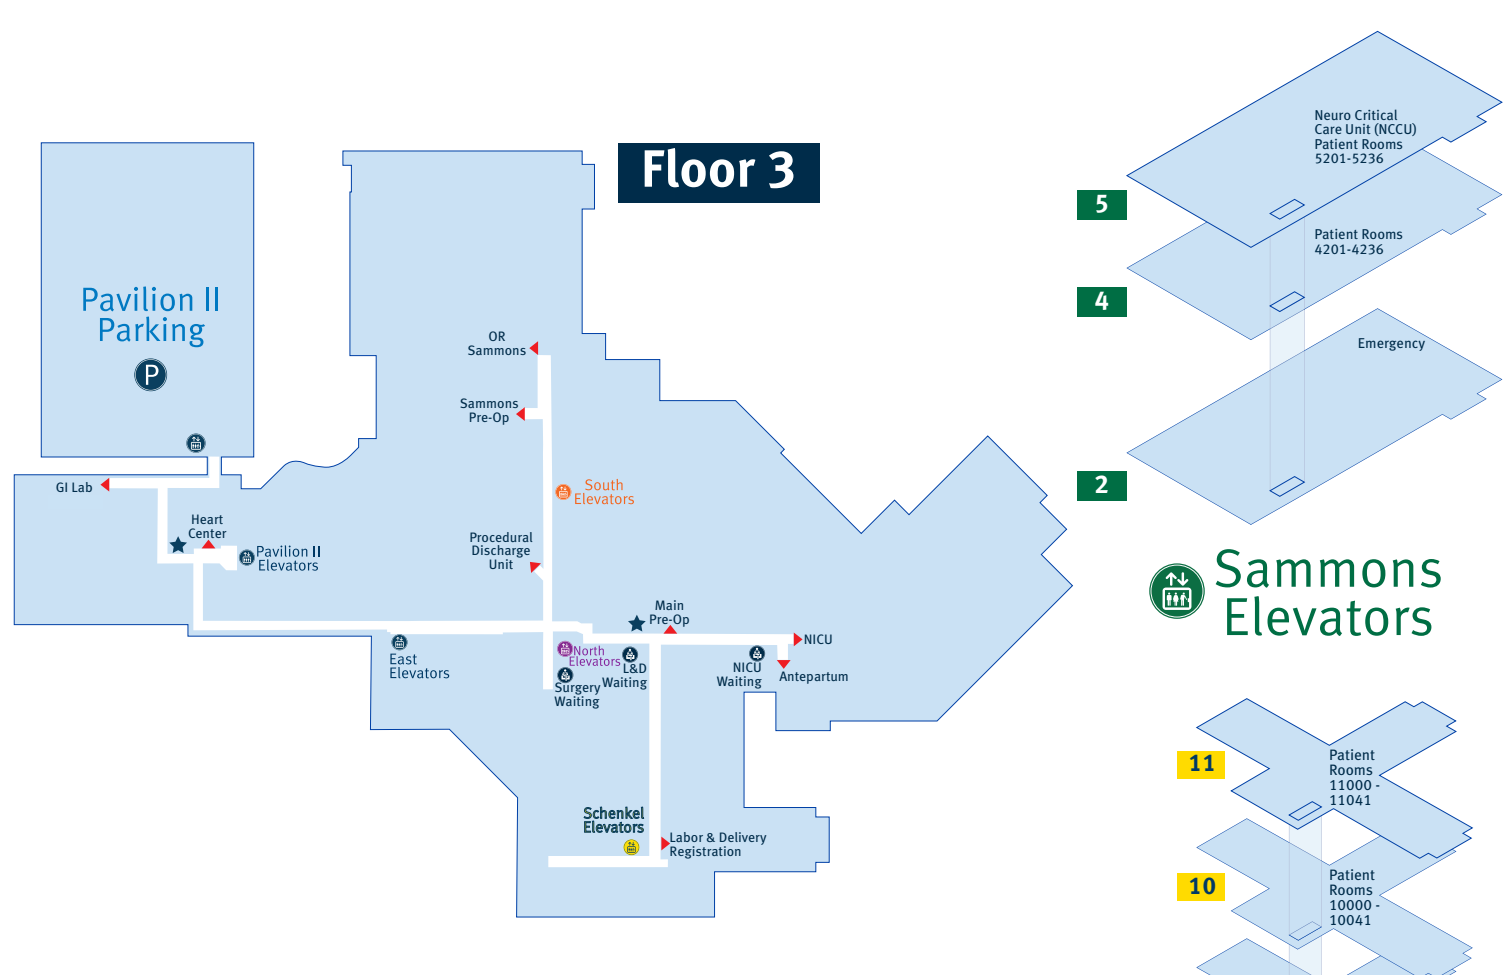 Floor 3
Pavilion II
Parking
P
OR
Sammons
Sammons
Pre-Op
GI Lab
South
Elevators
Heart
Center
Pavilion II
Elevators
Procedural
Discharge
Unit
Main
Pre-Op
NICU
East
Elevators
North
Elevators
L&D
Waiting
Surgery
Waiting
NICU
Waiting
Antepartum
Schenkel
Elevators
Labor & Delivery
Registration
Neuro Critical
Care Unit (NCCU)
Patient Rooms
5201-5236
5
Patient Rooms
4201-4236
4
Emergency
2
Sammons
Elevators
11
Patient
Rooms
11000 -
11041
10
Patient
Rooms
10000 -
10041